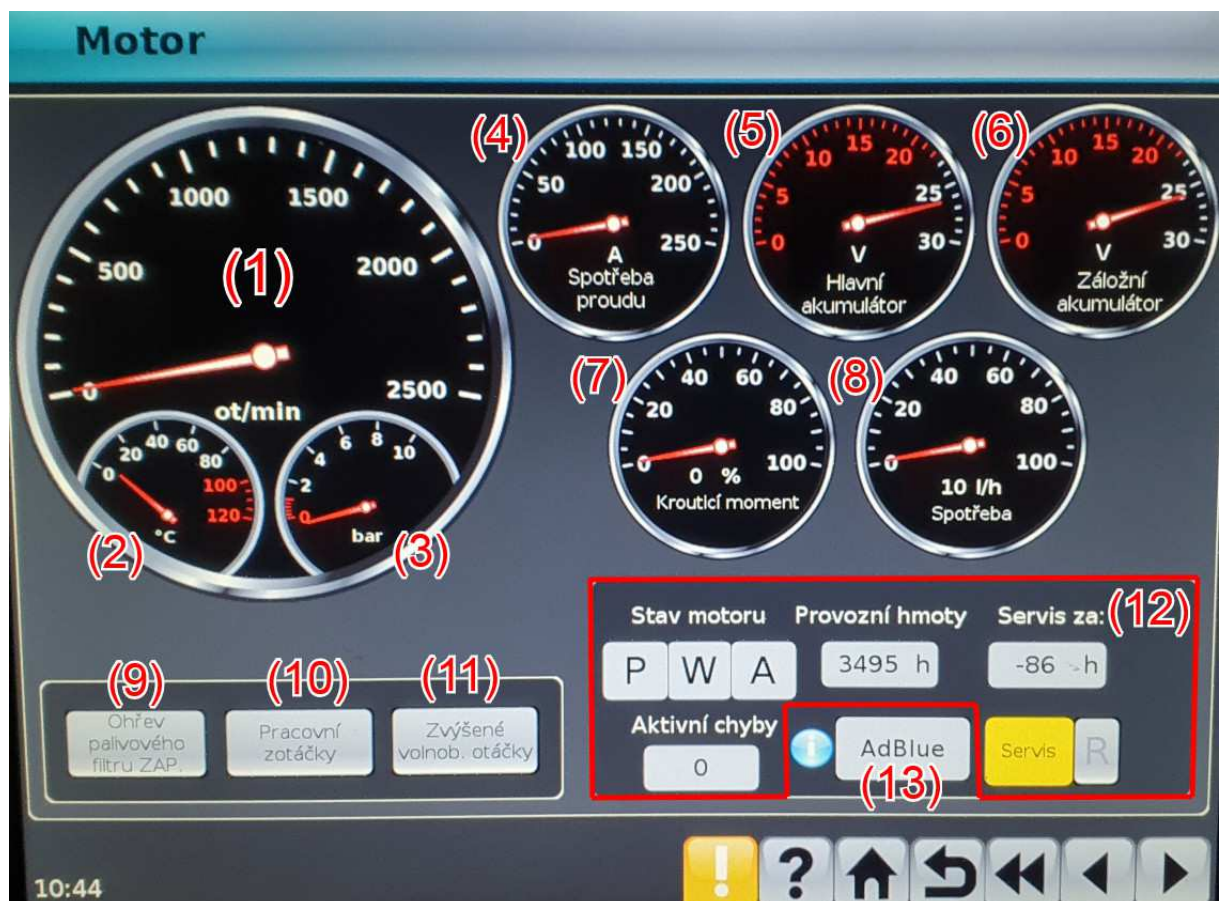 Motor
(1)
500
1000
1500
2000
2500
0
ot/min
(2)
0
20
40
60
80
100
120
°C
(3)
0
2
4
6
8
10
bar
(4)
0
50
100
150
200
250
A
Spotřeba
proudu
(5)
0
5
10
15
20
25
30
V
Hlavní
akumulátor
(6)
0
5
10
15
20
25
30
V
Záložní
akumulátor
(7)
0
20
40
60
80
100
0 %
Krouticí moment
(8)
0
20
40
60
80
100
10 l/h
Spotřeba
(9)
Ohřev
palivového
filtru ZAP.
(10)
Pracovní
zotáčky
(11)
Zvýšené
volnob. otáčky
(12)
Stav motoru
P W A
Provozní hmoty
3495 h
Servis za:
-86 h
Aktivní chyby
0
AdBlue
(13)
Servis
R
10:44
!
?